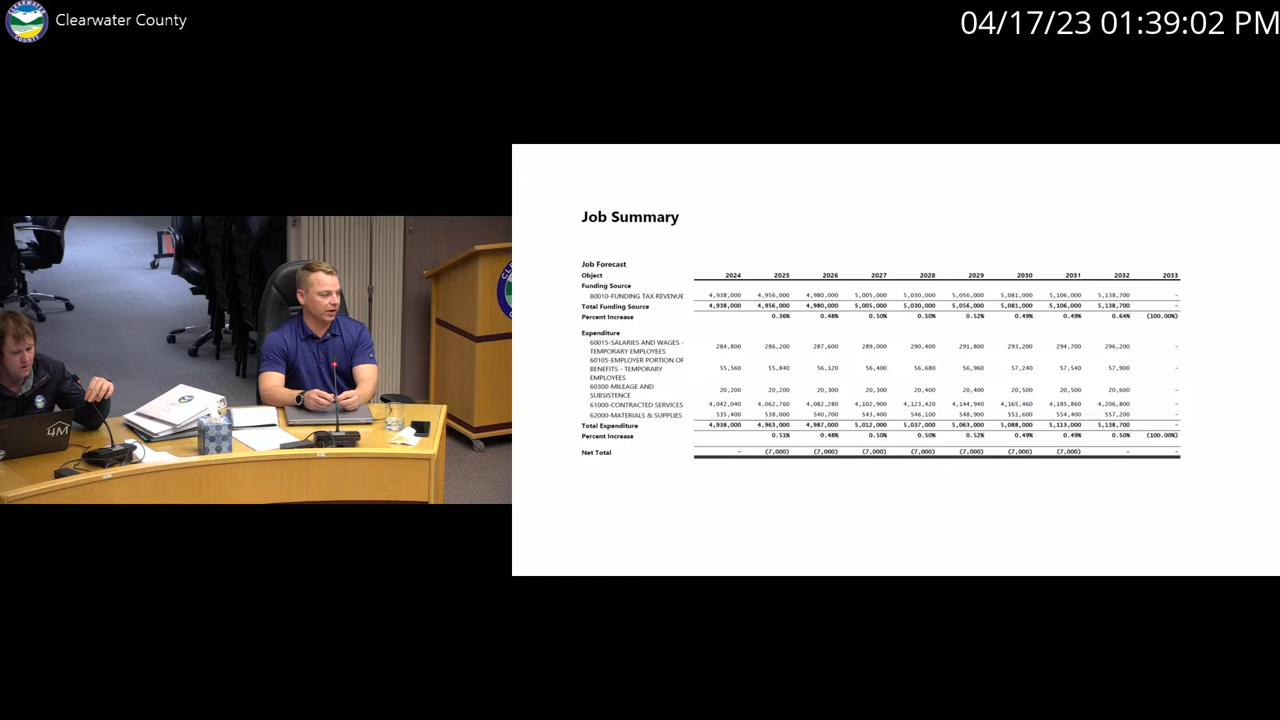 Clearwater County
04/17/23 01:39:02 PM
Job Summary
Job Forecast
Object 2024 2025 2026 2027 2028 2029 2030 2031 2032 2033
Funding Source
80010-FUNDING TAX REVENUE 4,938,000 4,956,000 4,980,000 5,005,000 5,030,000 5,056,000 5,081,000 5,106,000 5,138,700 -
Total Funding Source 4,938,000 4,956,000 4,980,000 5,005,000 5,030,000 5,056,000 5,081,000 5,106,000 5,138,700 -
Percent Increase 0.36% 0.48% 0.50% 0.50% 0.52% 0.49% 0.49% 0.64% (100.00%)
Expenditure
60015-SALARIES AND WAGES -
TEMPORARY EMPLOYEES 284,800 286,200 287,600 289,000 290,400 291,800 293,200 294,700 296,200 -
60105-EMPLOYER PORTION OF
BENEFITS - TEMPORARY 55,560 55,840 56,120 56,400 56,680 56,960 57,240 57,540 57,900 -
EMPLOYEES
60300-MILEAGE AND
SUBSISTENCE 20,200 20,200 20,300 20,300 20,400 20,400 20,500 20,500 20,600 -
61000-CONTRACTED SERVICES 4,042,040 4,062,760 4,082,280 4,102,900 4,123,420 4,144,940 4,165,460 4,185,860 4,206,800 -
62000-MATERIALS & SUPPLIES 535,400 538,000 540,700 543,400 546,100 548,900 551,600 554,400 557,200 -
Total Expenditure 4,938,000 4,963,000 4,987,000 5,012,000 5,037,000 5,063,000 5,088,000 5,113,000 5,138,700 -
Percent Increase 0.51% 0.48% 0.50% 0.50% 0.52% 0.49% 0.49% 0.50% (100.00%)
Net Total - (7,000) (7,000) (7,000) (7,000) (7,000) (7,000) (7,000) - -
4M